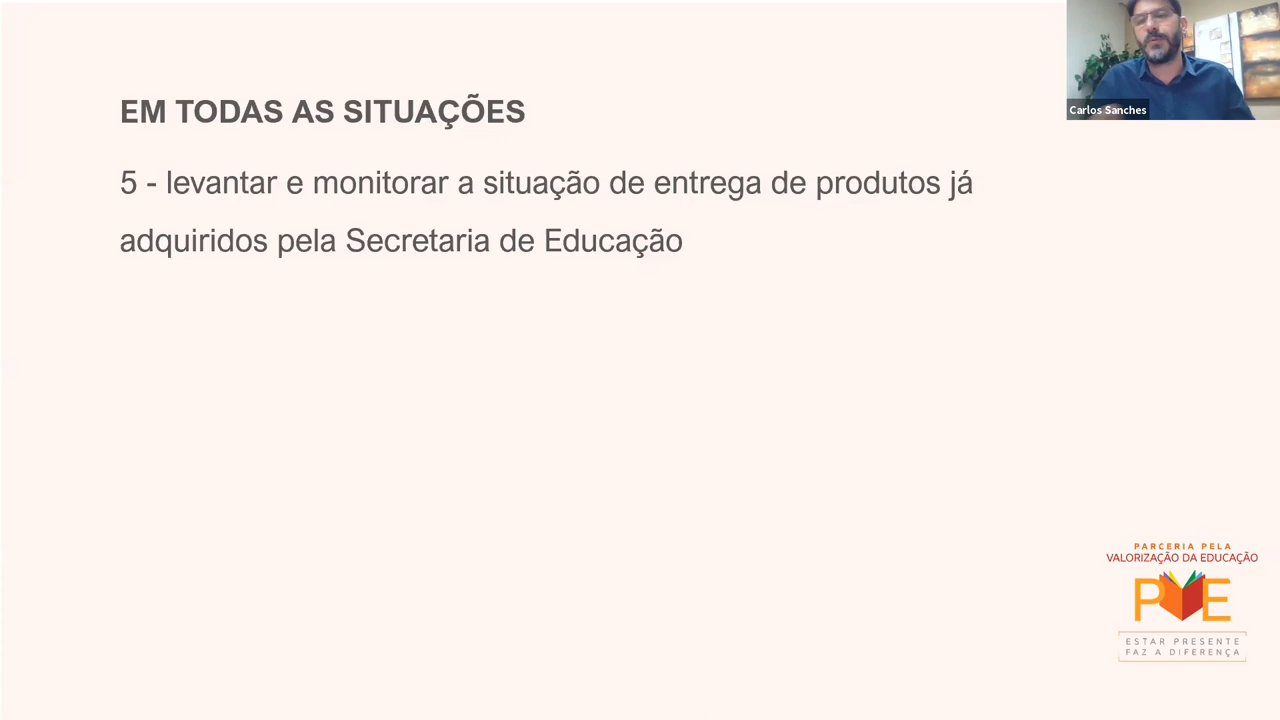 EM TODAS AS SITUAÇÕES
5 - levantar e monitorar a situação de entrega de produtos já
adquiridos pela Secretaria de Educação
Carlos Sanches
PARCERIA PELA
VALORIZAÇÃO DA EDUCAÇÃO
PVE
ESTAR PRESENTE
FAZ A DIFERENÇA